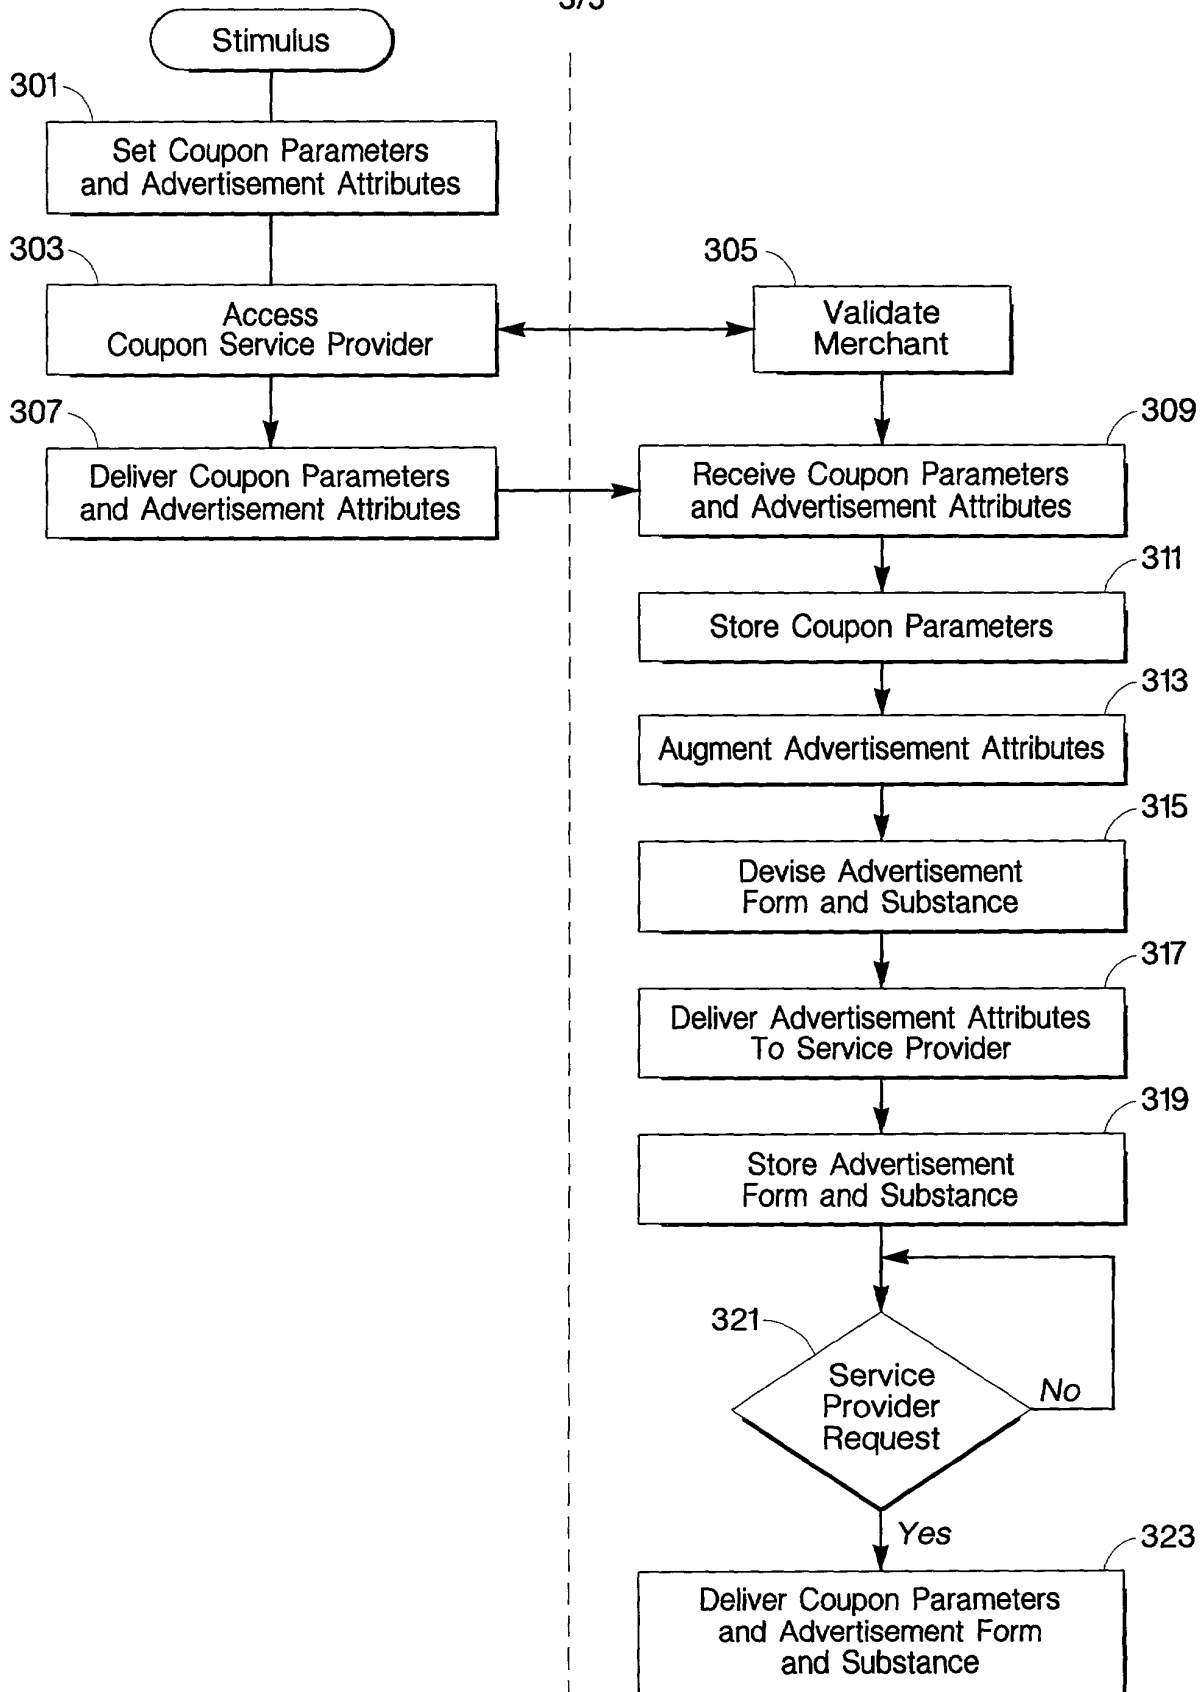 Stimulus
301
Set Coupon Parameters
and Advertisement Attributes
303
Access
Coupon Service Provider
305
Validate
Merchant
307
Deliver Coupon Parameters
and Advertisement Attributes
309
Receive Coupon Parameters
and Advertisement Attributes
311
Store Coupon Parameters
313
Augment Advertisement Attributes
315
Devise Advertisement
Form and Substance
317
Deliver Advertisement Attributes
To Service Provider
319
Store Advertisement
Form and Substance
321
Service
Provider
Request
No
Yes
323
Deliver Coupon Parameters
and Advertisement Form
and Substance